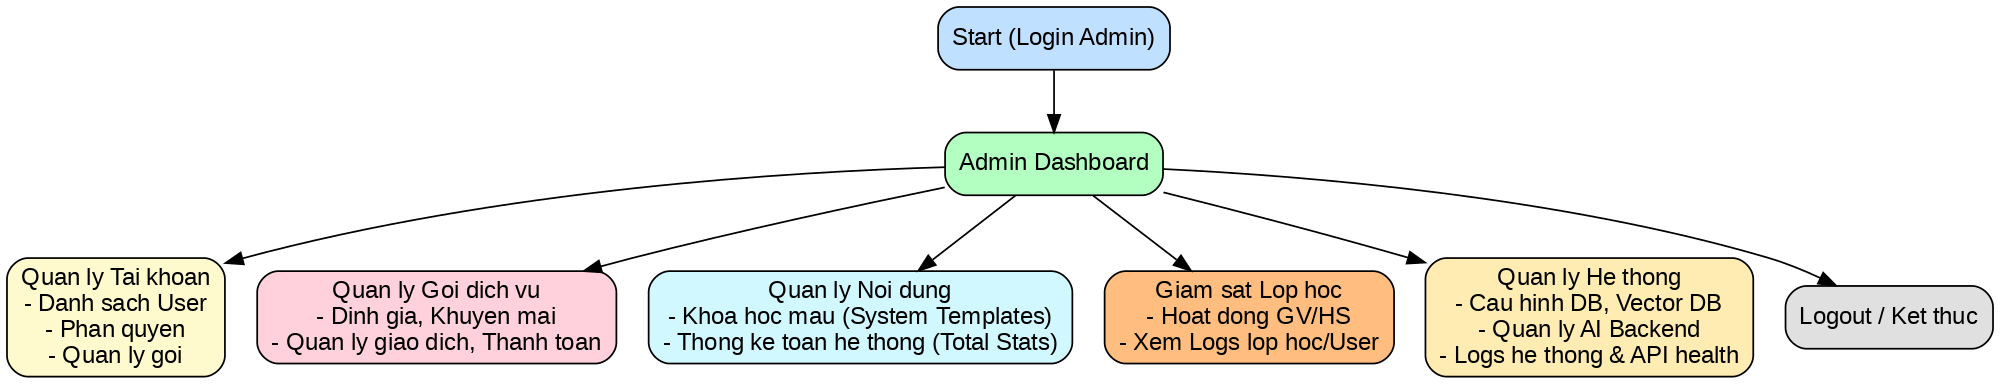 Start (Login Admin)
Admin Dashboard
Quan ly Tai khoan
- Danh sach User
- Phan quyen
- Quan ly goi
Quan ly Goi dich vu
- Dinh gia, Khuyen mai
- Quan ly giao dich, Thanh toan
Quan ly Noi dung
- Khoa hoc mau (System Templates)
- Thong ke toan he thong (Total Stats)
Giam sat Lop hoc
- Hoat dong GV/HS
- Xem Logs lop hoc/User
Quan ly He thong
- Cau hinh DB, Vector DB
- Quan ly AI Backend
- Logs he thong & API health
Logout / Ket thuc